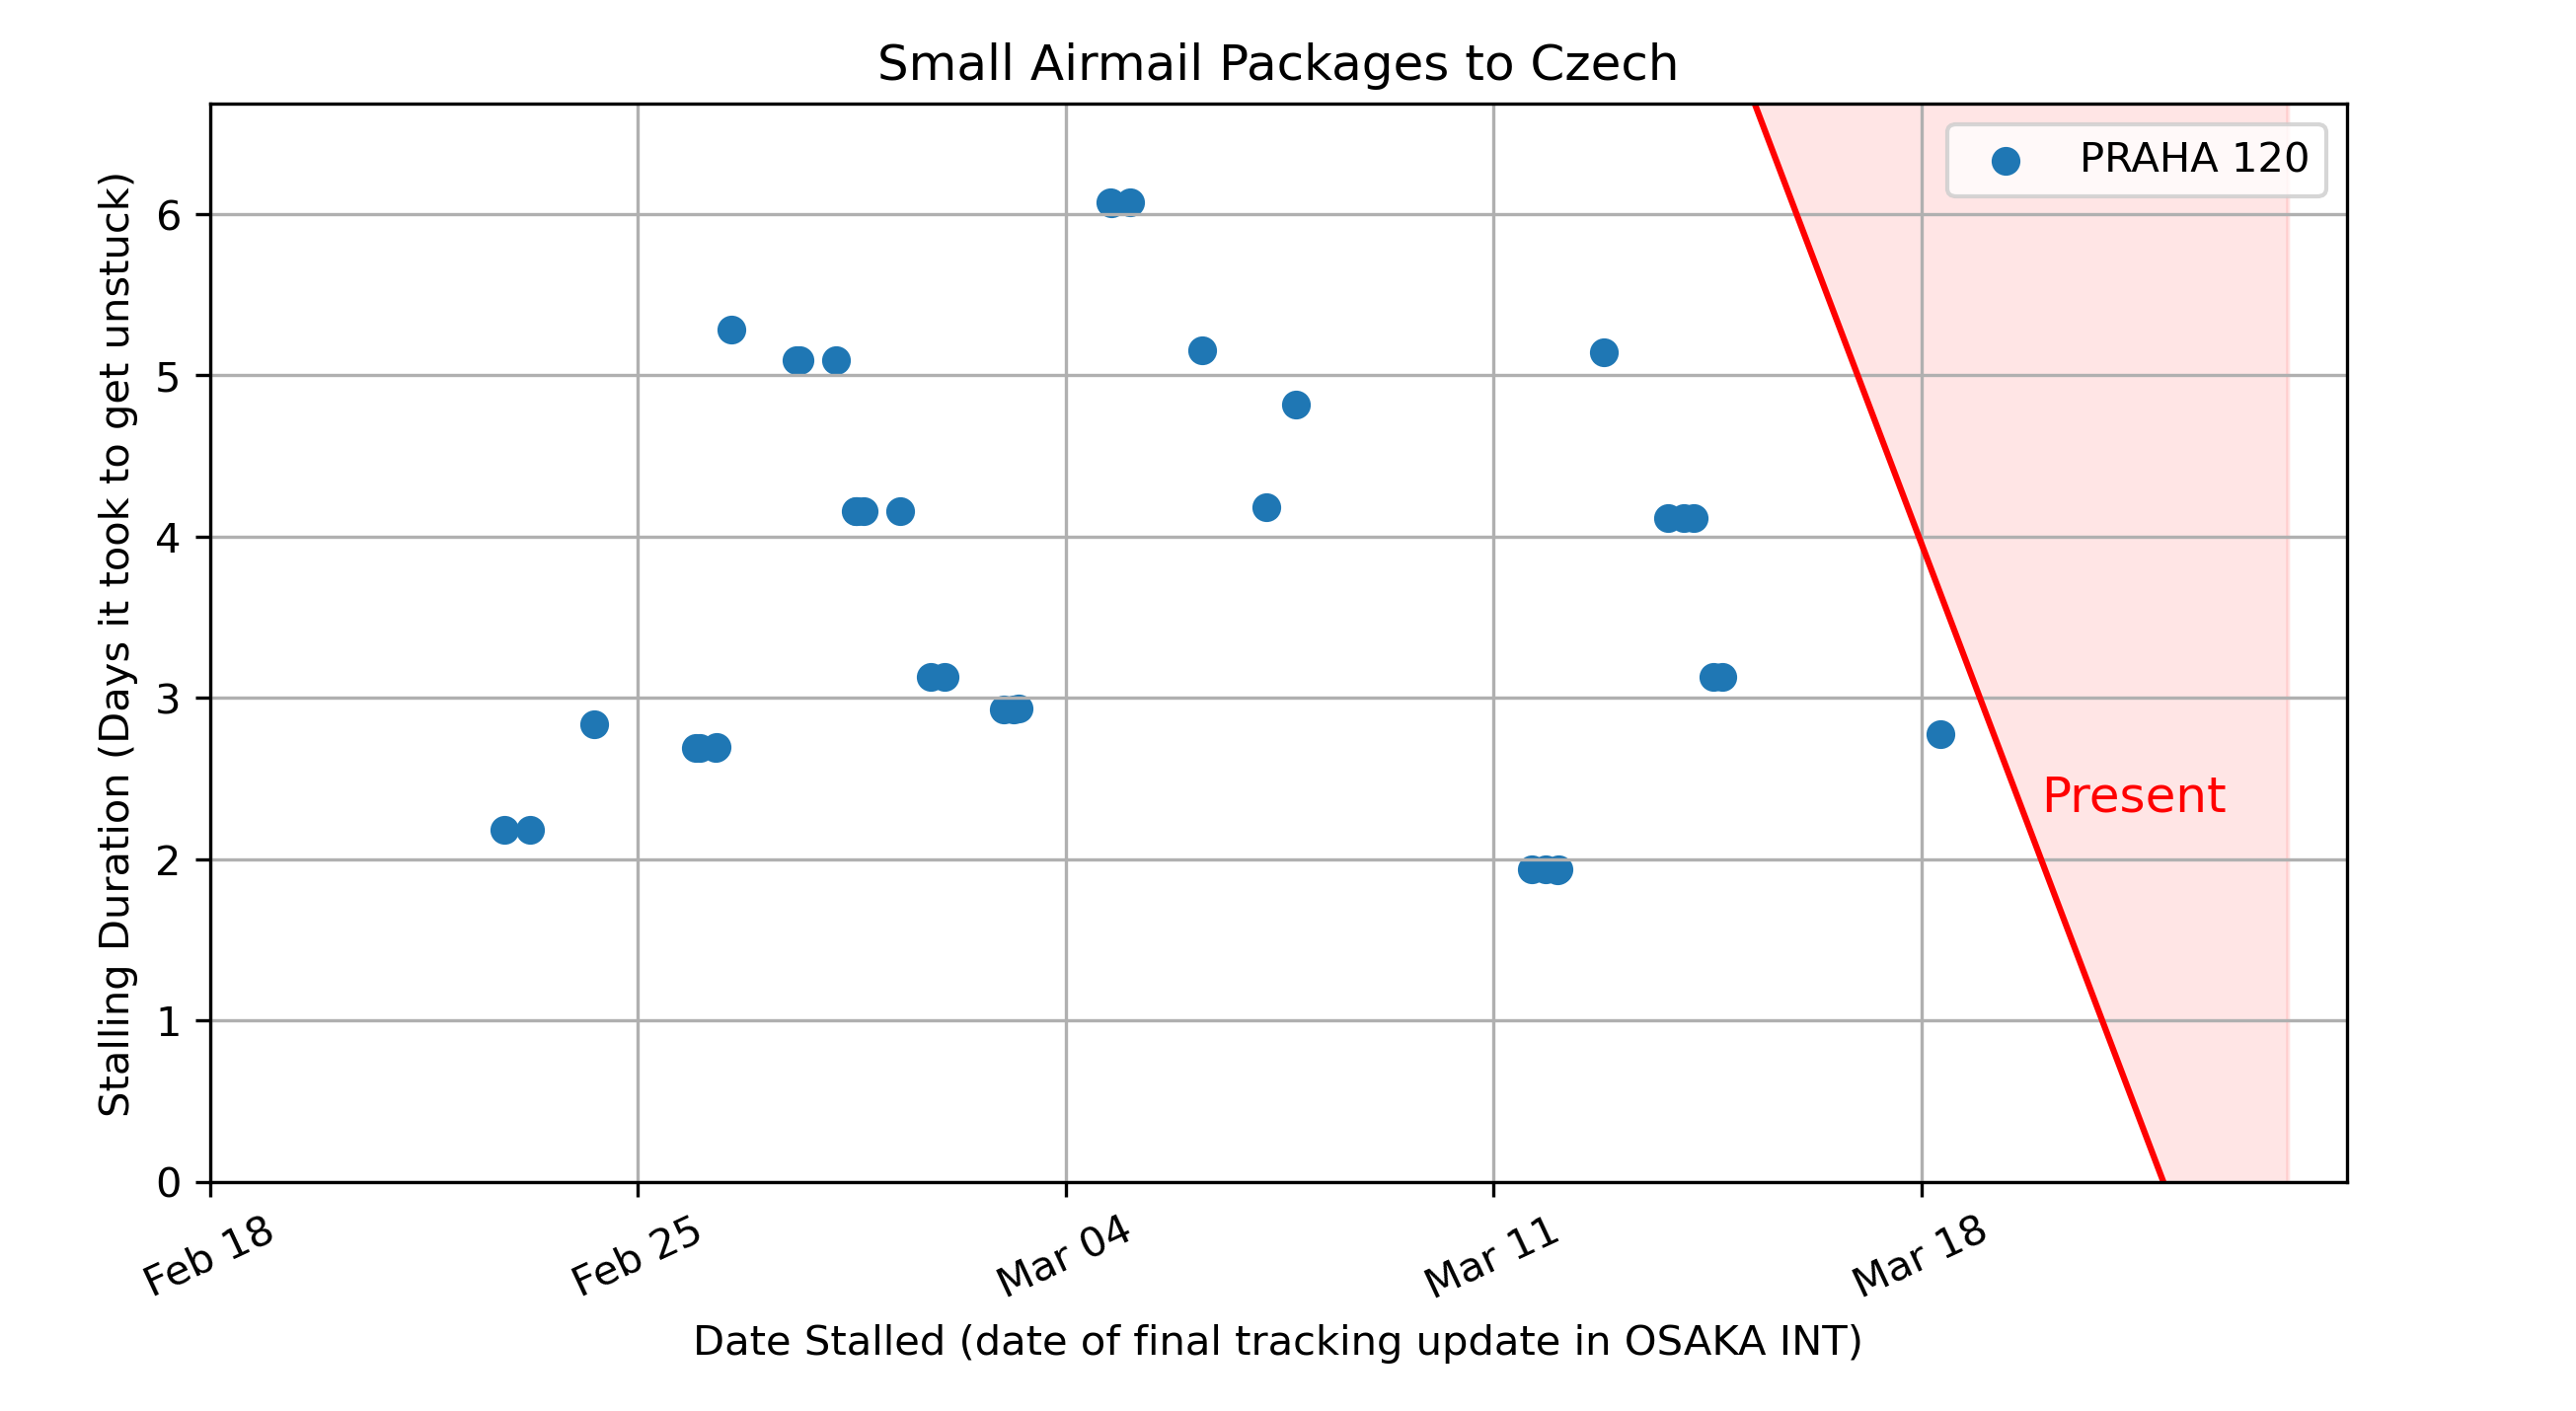 Small Airmail Packages to Czech
PRAHA 120
Stalling Duration (Days it took to get unstuck)
6
5
4
3
2
1
0
Present
Feb 18
Feb 25
Mar 04
Mar 11
Mar 18
Date Stalled (date of final tracking update in OSAKA INT)